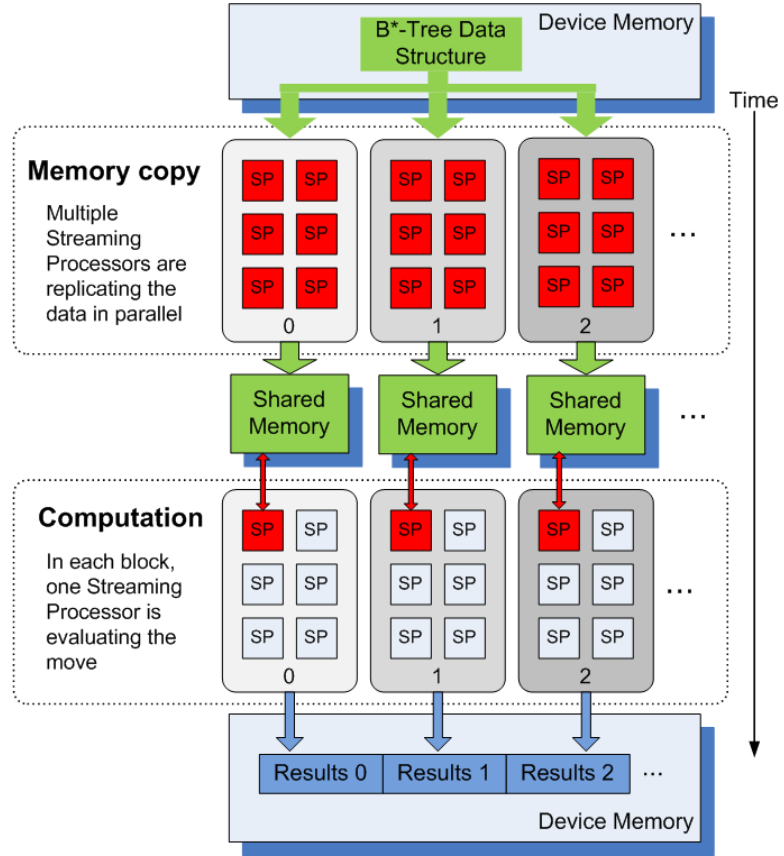 Device Memory
B*-Tree Data
Structure
Time
Memory copy
Multiple
Streaming
Processors are
replicating the
data in parallel
SP SP SP SP SP SP
SP SP SP SP SP SP
SP SP SP SP SP SP
...
0 1 2
Shared
Memory
Shared
Memory
Shared
Memory
...
Computation
In each block,
one Streaming
Processor is
evaluating the
move
SP SP SP SP SP SP
SP SP SP SP SP SP
SP SP SP SP SP SP
...
0 1 2
Results 0 Results 1 Results 2 ...
Device Memory